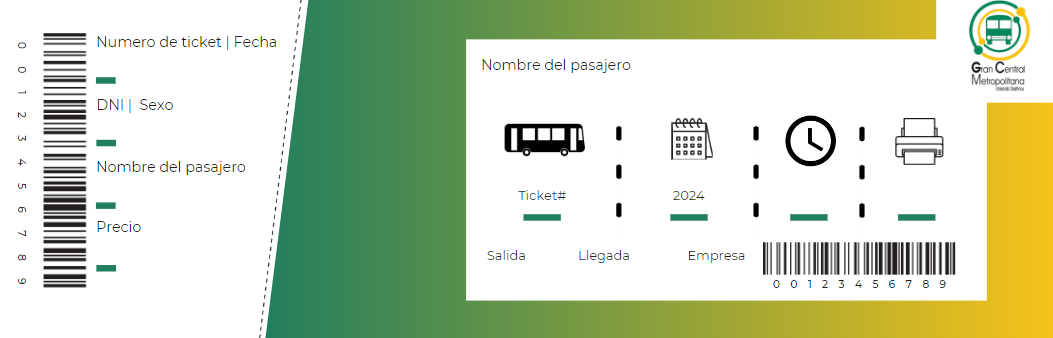 Numero de ticket | Fecha
DNI | Sexo
Nombre del pasajero
Precio
0 0 1 2 3 4 5 6 7 8 9
Nombre del pasajero
Ticket#
2024
Salida
Llegada
Empresa
0 0 1 2 3 4 5 6 7 8 9
Gran Central
Metropolitana
Uniendo Destinos